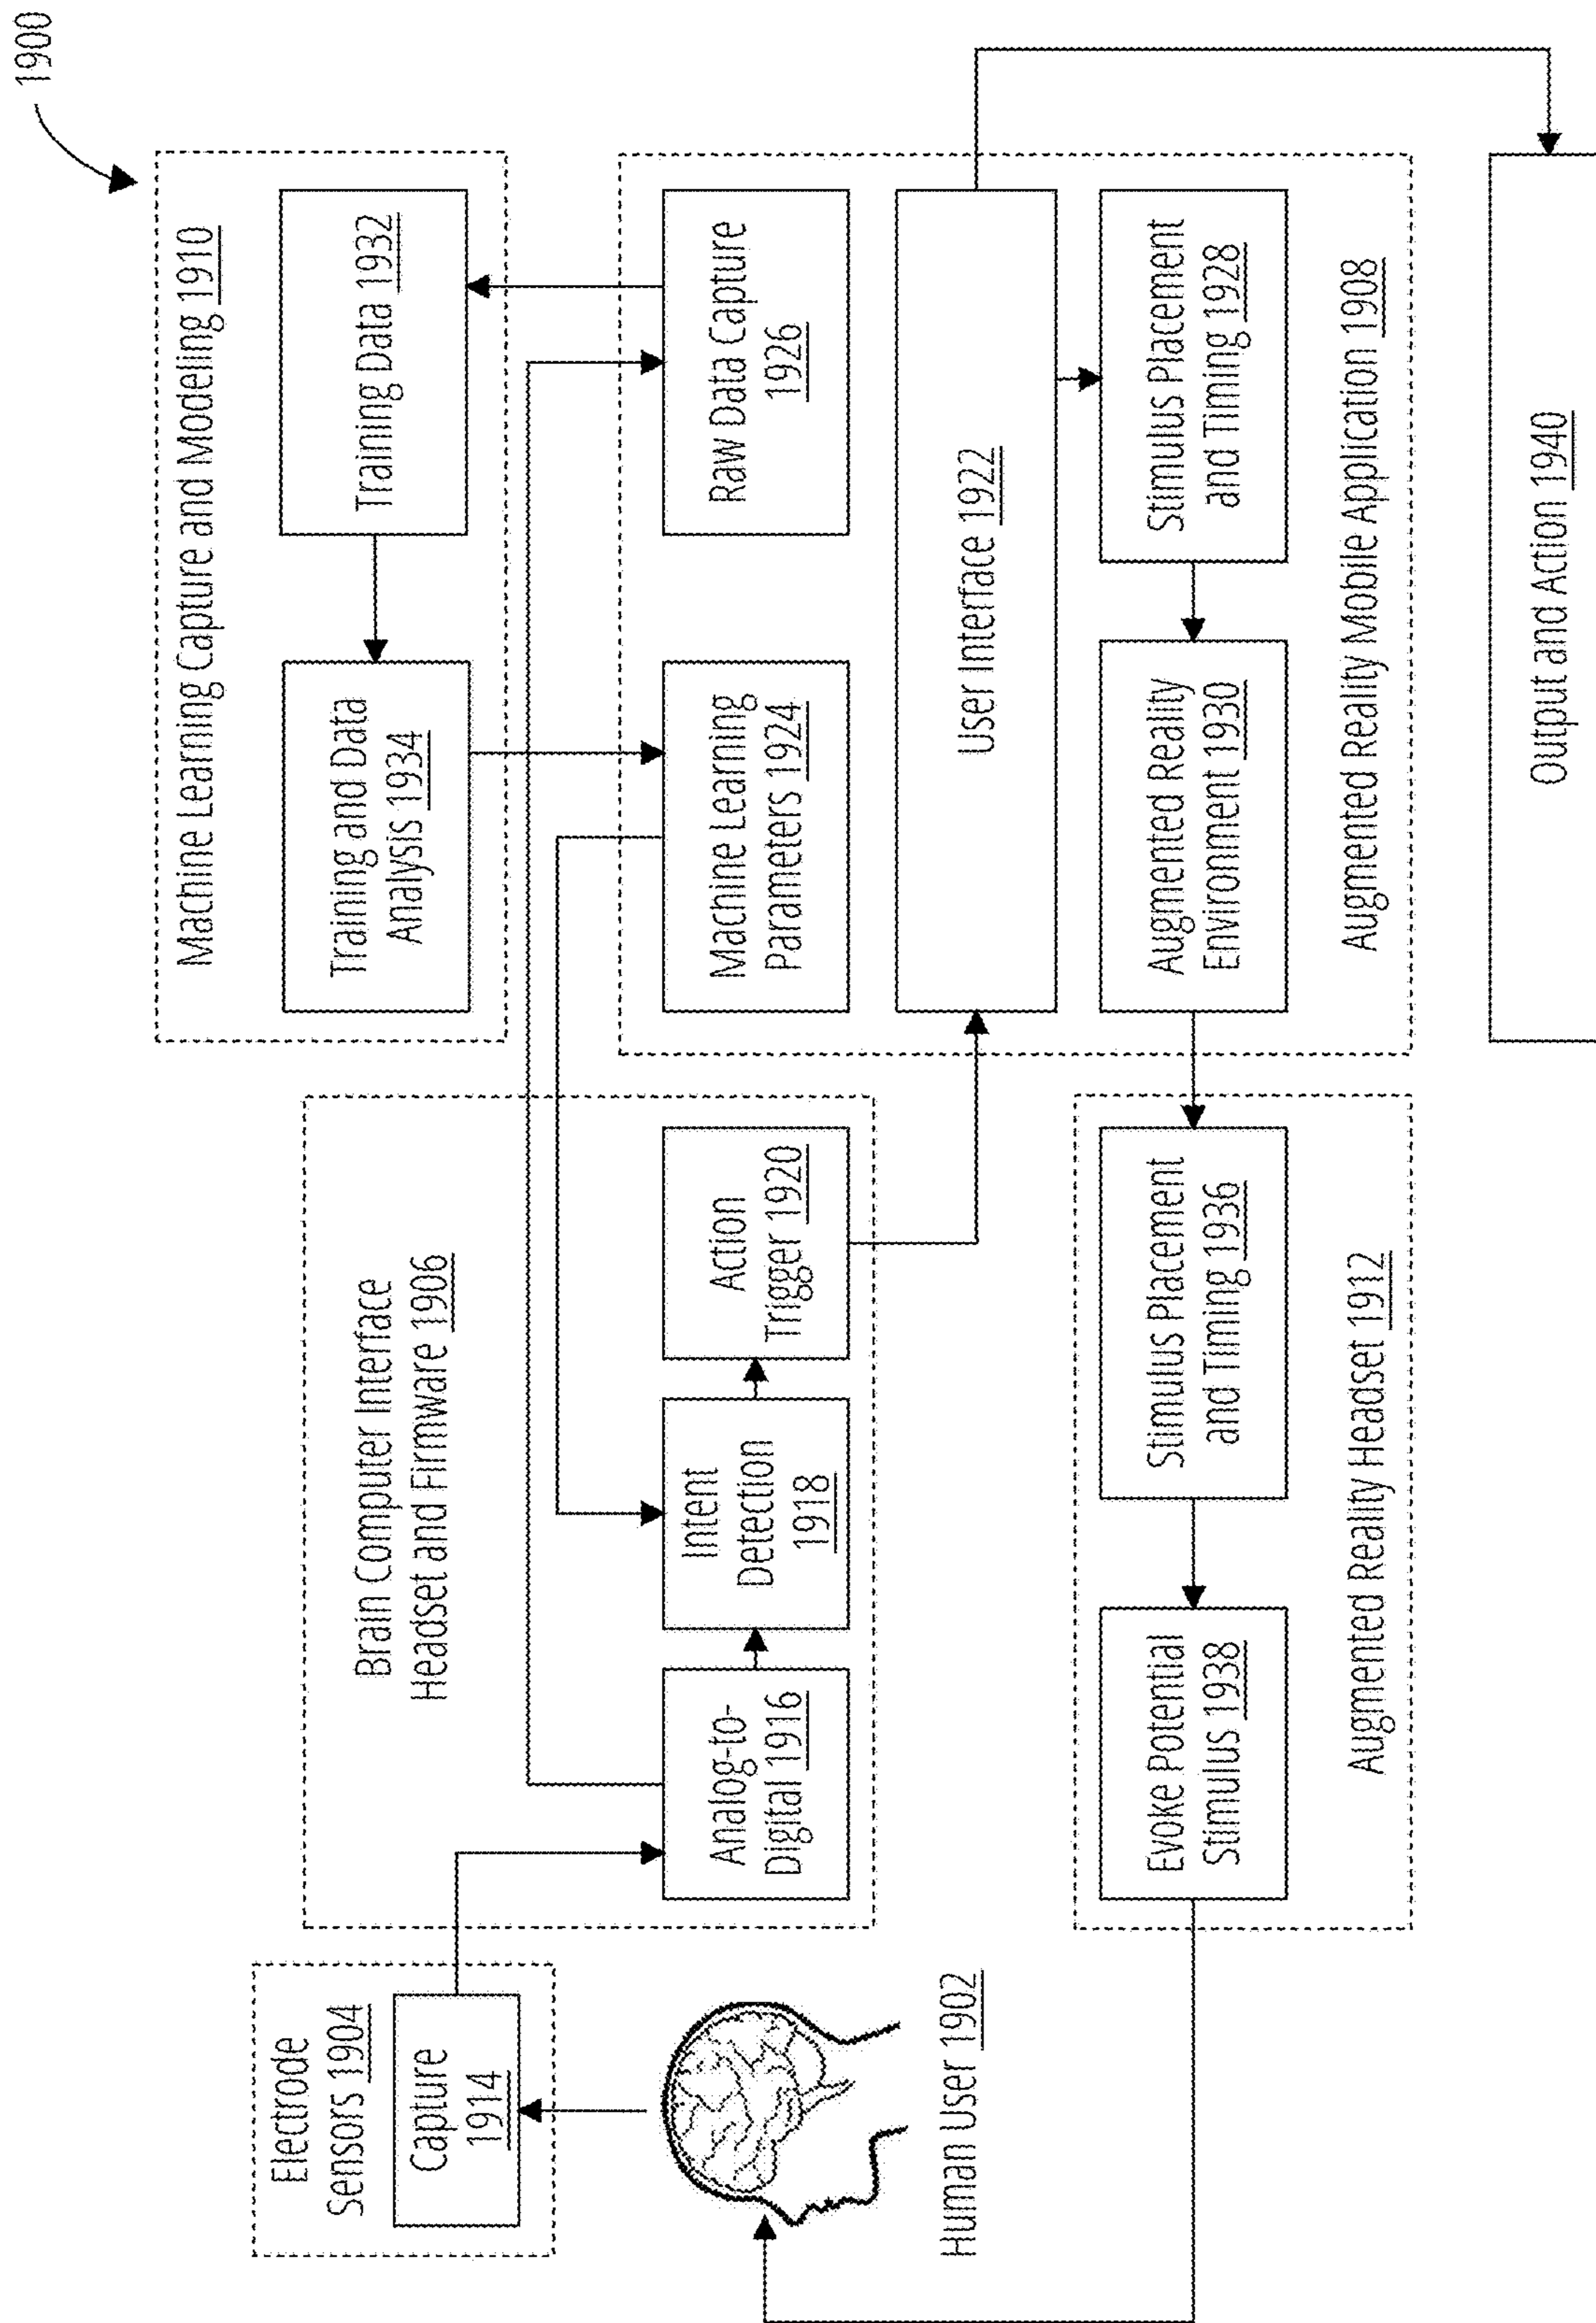 1900
Electrode
Sensors 1904
Capture
1914
Human User 1902
Brain Computer Interface
Headset and Firmware 1906
Analog-to-
Digital 1916
Intent
Detection
1918
Action
Trigger 1920
Machine Learning Capture and Modeling 1910
Training and Data
Analysis 1934
Training Data 1932
Machine Learning
Parameters 1924
Raw Data Capture
1926
User Interface 1922
Augmented Reality
Environment 1930
Stimulus Placement
and Timing 1928
Augmented Reality Mobile Application 1908
Evoke Potential
Stimulus 1938
Stimulus Placement
and Timing 1936
Augmented Reality Headset 1912
Output and Action 1940